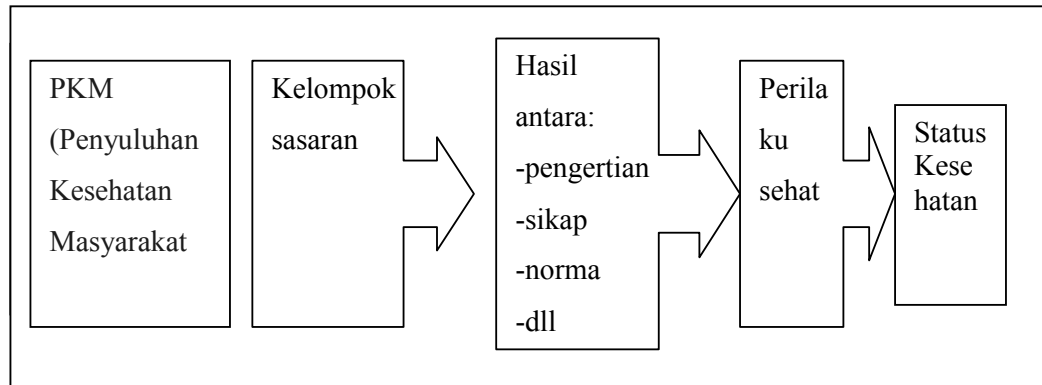 PKM
(Penyuluhan
Kesehatan
Masyarakat
Kelompok
sasaran
Hasil
antara:
-pengertian
-sikap
-norma
-dll
Perila
ku
sehat
Status
Kese
hatan